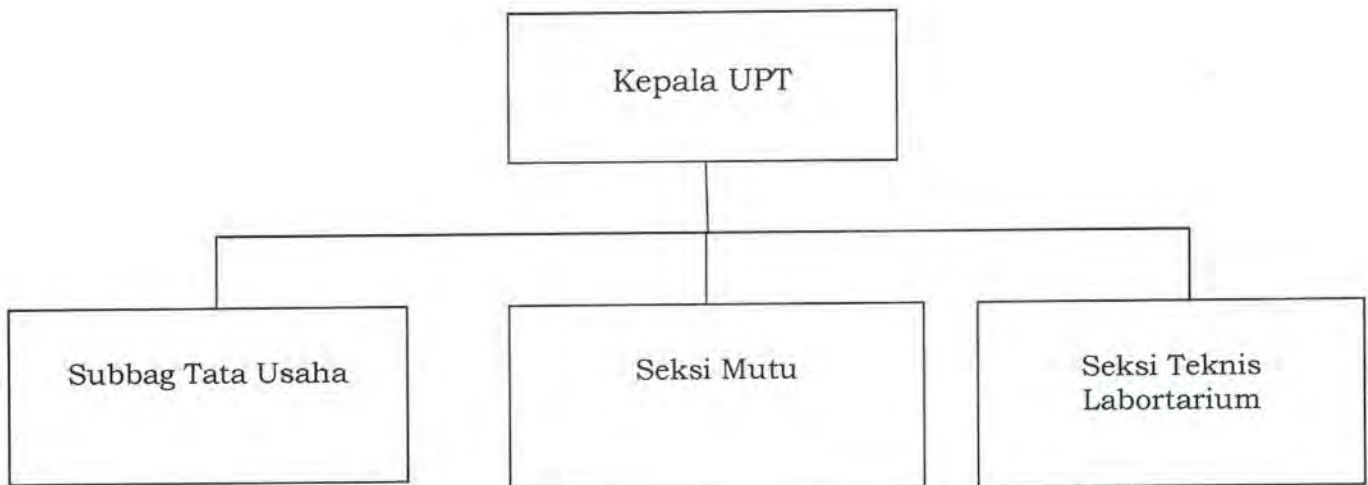 Kepala UPT
Subbag Tata Usaha
Seksi Mutu
Seksi Teknis
Labortarium